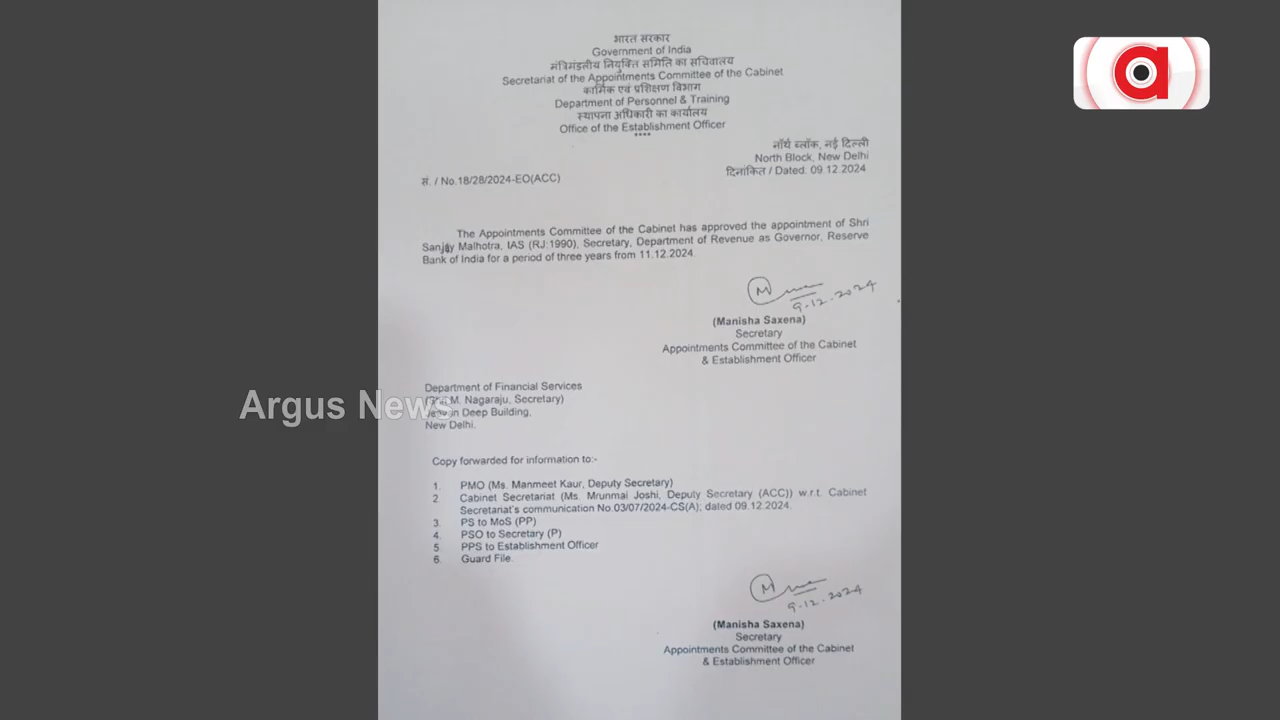 भारत सरकार
Government of India
मंत्रिमंडलीय नियुक्ति समिति का सचिवालय
Secretariat of the Appointments Committee of the Cabinet
कार्मिक एवं प्रशिक्षण विभाग
Department of Personnel & Training
स्थापना अधिकारी का कार्यालय
Office of the Establishment Officer
****
नॉर्थ ब्लॉक, नई दिल्ली
North Block, New Delhi
दिनांकित / Dated. 09.12.2024
सं. / No.18/28/2024-EO(ACC)
The Appointments Committee of the Cabinet has approved the appointment of Shri
Sanjay Malhotra, IAS (RJ:1990), Secretary, Department of Revenue as Governor, Reserve
Bank of India for a period of three years from 11.12.2024.
9-12-2024
(Manisha Saxena)
Secretary
Appointments Committee of the Cabinet
& Establishment Officer
Department of Financial Services
M. Nagaraju, Secretary)
Deep Building,
New Delhi.
Argus News
Copy forwarded for information to:-
1. PMO (Ms. Manmeet Kaur, Deputy Secretary)
2. Cabinet Secretariat (Ms. Mrunmai Joshi, Deputy Secretary (ACC)) w.r.t. Cabinet
Secretariat's communication No.03/07/2024-CS(A); dated 09.12.2024.
3. PS to MoS (PP)
4. PSO to Secretary (P)
5. PPS to Establishment Officer
6. Guard File.
9-12-2024
(Manisha Saxena)
Secretary
Appointments Committee of the Cabinet
& Establishment Officer
a